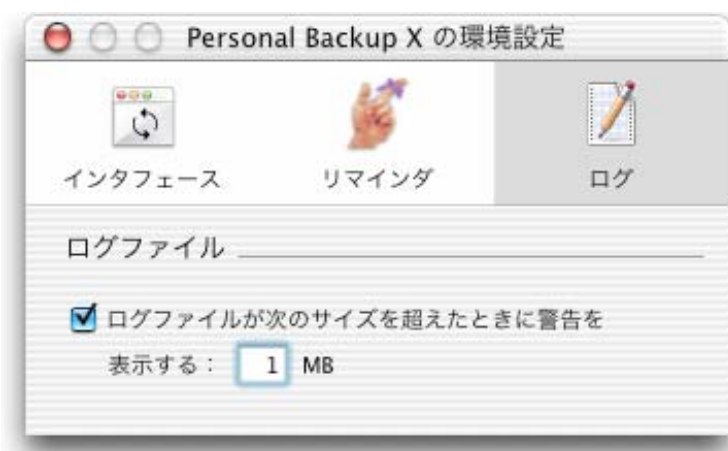 Personal Backup X の環境設定
インタフェース
リマインダ
ログ
ログファイル
ログファイルが次のサイズを超えたときに警告を
表示する： 1 MB